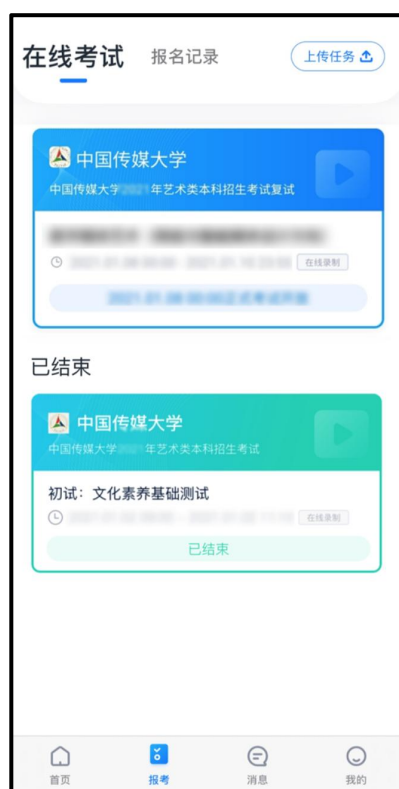 在线考试 报名记录 上传任务
中国传媒大学
中国传媒大学 年艺术类本科招生考试复试
在线录制
已结束
中国传媒大学
中国传媒大学 年艺术类本科招生考试
初试：文化素养基础测试
在线录制
已结束
首页 报考 消息 我的